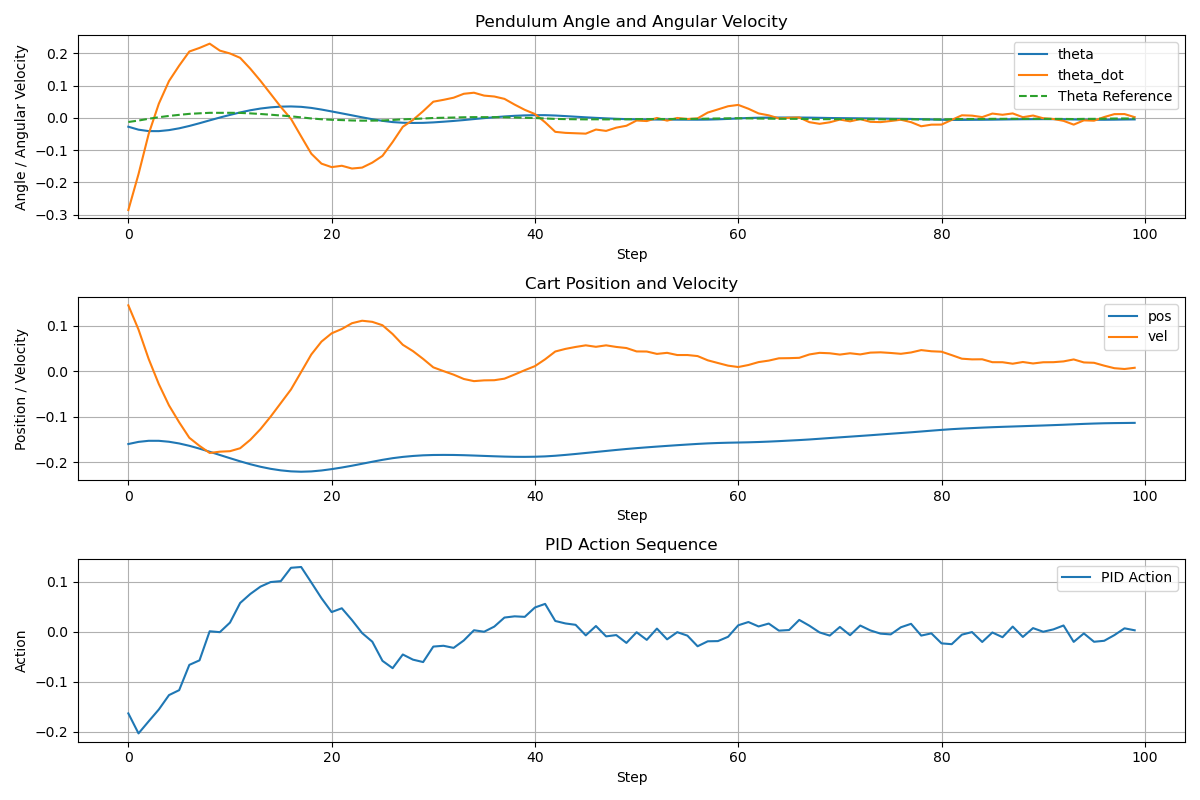 Pendulum Angle and Angular Velocity
Angle / Angular Velocity
0.2
0.1
0.0
−0.1
−0.2
−0.3
theta
theta_dot
Theta Reference
0 20 40 60 80 100
Step
Cart Position and Velocity
Position / Velocity
0.1
0.0
−0.1
−0.2
pos
vel
0 20 40 60 80 100
Step
PID Action Sequence
Action
0.1
0.0
−0.1
−0.2
PID Action
0 20 40 60 80 100
Step